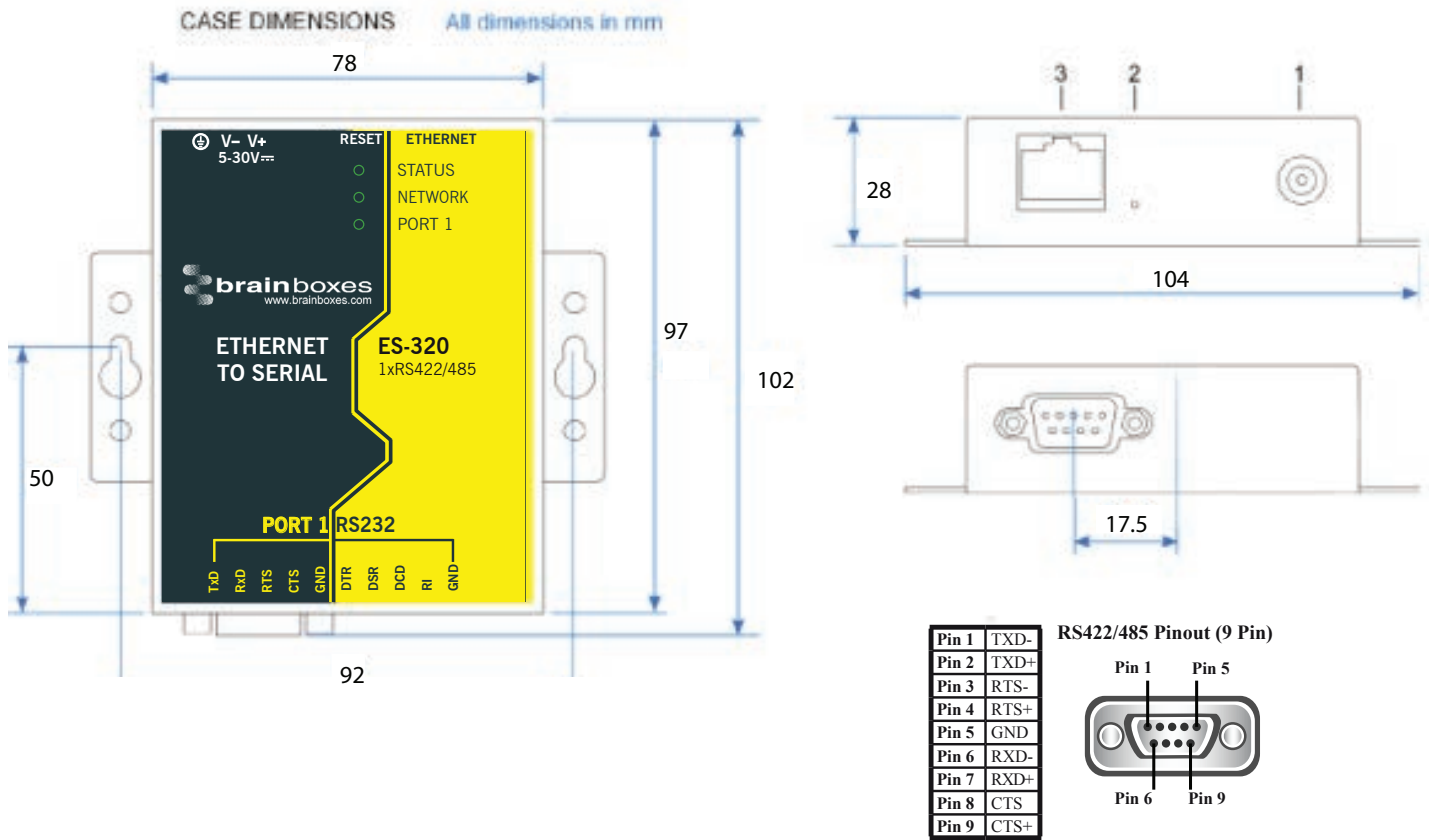 CASE DIMENSIONS All dimensions in mm
78
V– V+
5-30V
RESET ETHERNET
STATUS
NETWORK
PORT 1
brainboxes
www.brainboxes.com
ETHERNET
TO SERIAL
ES-320
1xRS422/485
PORT 1 RS232
TxD RxD RTS CTS GND DTR DSR DCD RI GND
97
102
50
92
3 2 1
28
104
17.5
RS422/485 Pinout (9 Pin)
Pin 1 TXD-
Pin 2 TXD+
Pin 3 RTS-
Pin 4 RTS+
Pin 5 GND
Pin 6 RXD-
Pin 7 RXD+
Pin 8 CTS
Pin 9 CTS+
Pin 1 Pin 5
Pin 6 Pin 9